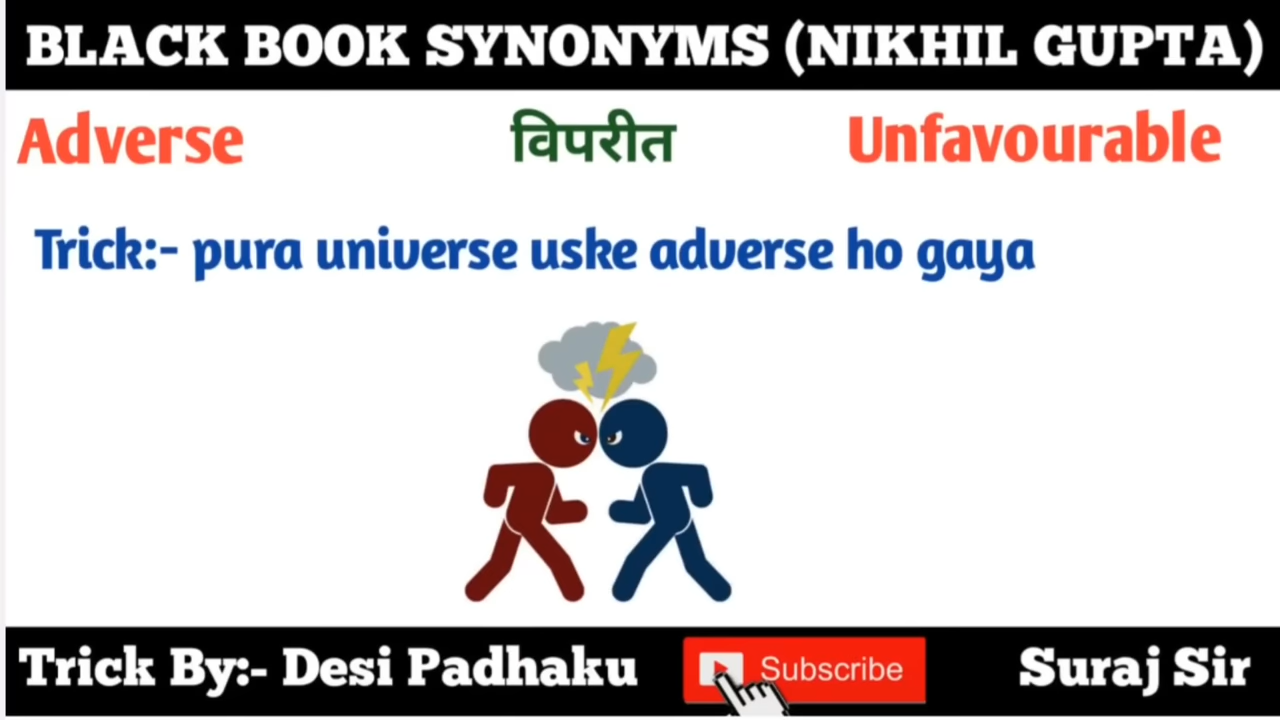 BLACK BOOK SYNONYMS (NIKHIL GUPTA)
Adverse विपरीत Unfavourable
Trick:- pura universe uske adverse ho gaya
Trick By:- Desi Padhaku Subscribe Suraj Sir